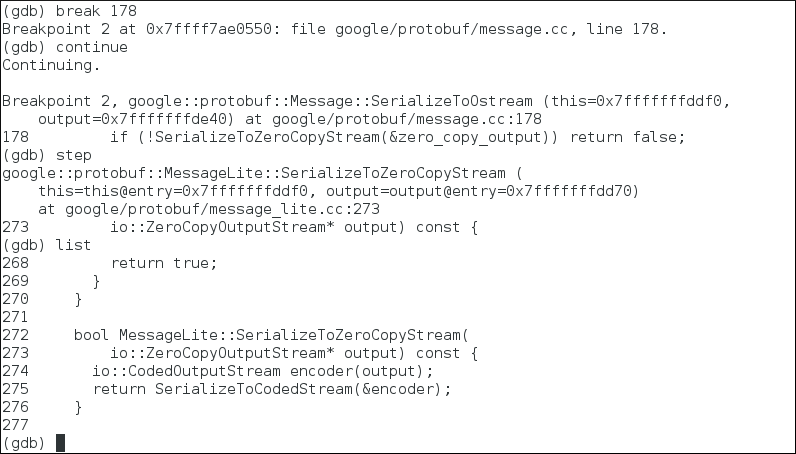 (gdb) break 178
Breakpoint 2 at 0x7ffff7ae0550: file google/protobuf/message.cc, line 178.
(gdb) continue
Continuing.

Breakpoint 2, google::protobuf::Message::SerializeToOstream (this=0x7fffffffddf0,
    output=0x7fffffffde40) at google/protobuf/message.cc:178
178         if (!SerializeToZeroCopyStream(&zero_copy_output)) return false;
(gdb) step
google::protobuf::MessageLite::SerializeToZeroCopyStream (
    this=this@entry=0x7fffffffddf0, output=output@entry=0x7fffffffdd70)
    at google/protobuf/message_lite.cc:273
273         io::ZeroCopyOutputStream* output) const {
(gdb) list
268         return true;
269       }
270     }
271
272     bool MessageLite::SerializeToZeroCopyStream(
273         io::ZeroCopyOutputStream* output) const {
274       io::CodedOutputStream encoder(output);
275       return SerializeToCodedStream(&encoder);
276     }
277
(gdb)